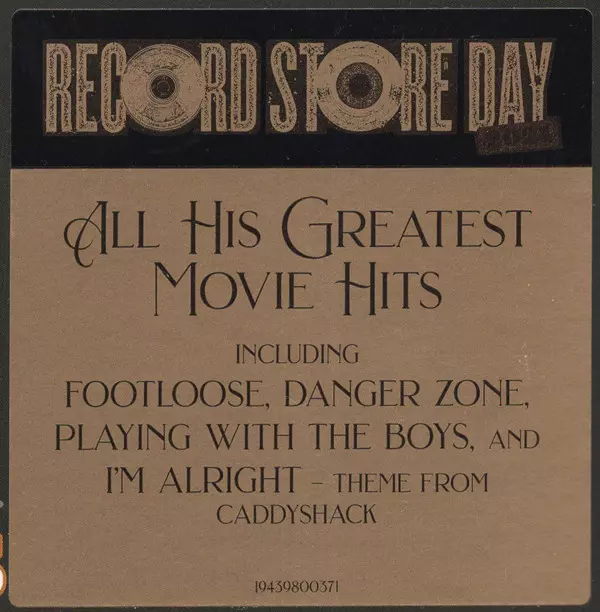 RECORD STORE DAY
ALL HIS GREATEST
MOVIE HITS
INCLUDING
FOOTLOOSE, DANGER ZONE,
PLAYING WITH THE BOYS, AND
I'M ALRIGHT – THEME FROM
CADDYSHACK
19439800371